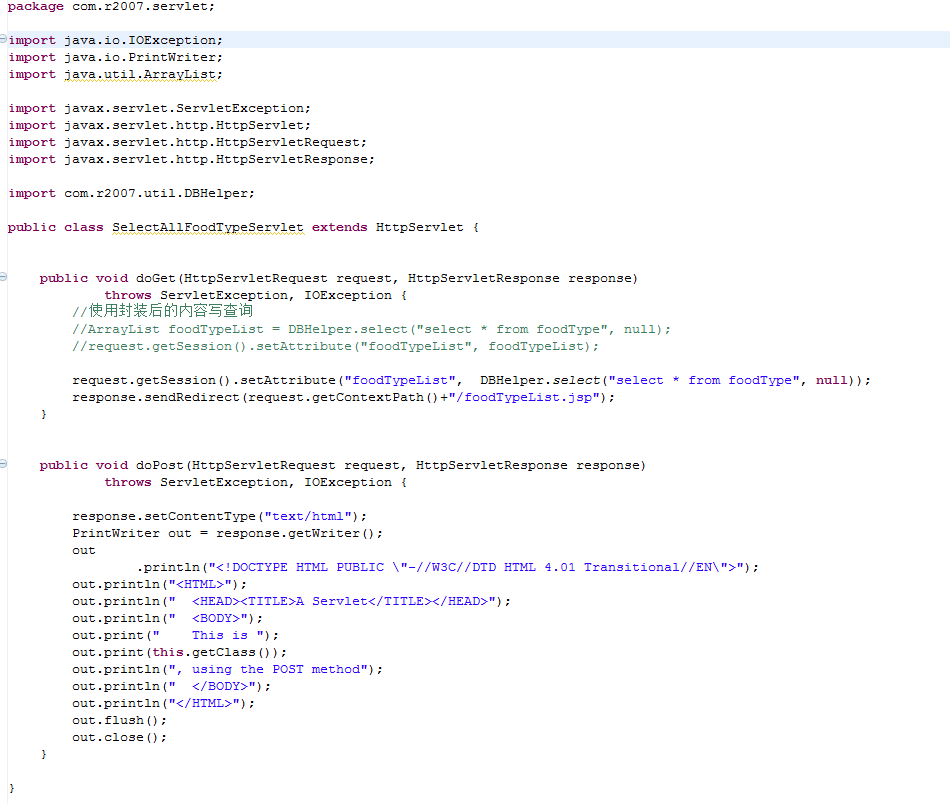 package com.r2007.servlet;
import java.io.IOException;
import java.io.PrintWriter;
import java.util.ArrayList;
import javax.servlet.ServletException;
import javax.servlet.http.HttpServlet;
import javax.servlet.http.HttpServletRequest;
import javax.servlet.http.HttpServletResponse;
import com.r2007.util.DBHelper;
public class SelectAllFoodTypeServlet extends HttpServlet {
public void doGet(HttpServletRequest request, HttpServletResponse response)
throws ServletException, IOException {
//使用封装后的内容写查询
//ArrayList foodTypeList = DBHelper.select("select * from foodType", null);
//request.getSession().setAttribute("foodTypeList", foodTypeList);
request.getSession().setAttribute("foodTypeList",  DBHelper.select("select * from foodType", null));
response.sendRedirect(request.getContextPath()+"/foodTypeList.jsp");
}
public void doPost(HttpServletRequest request, HttpServletResponse response)
throws ServletException, IOException {
response.setContentType("text/html");
PrintWriter out = response.getWriter();
out
.println("<!DOCTYPE HTML PUBLIC \"-//W3C//DTD HTML 4.01 Transitional//EN\">");
out.println("<HTML>");
out.println("  <HEAD><TITLE>A Servlet</TITLE></HEAD>");
out.println("  <BODY>");
out.print("    This is ");
out.print(this.getClass());
out.println(", using the POST method");
out.println("  </BODY>");
out.println("</HTML>");
out.flush();
out.close();
}
}